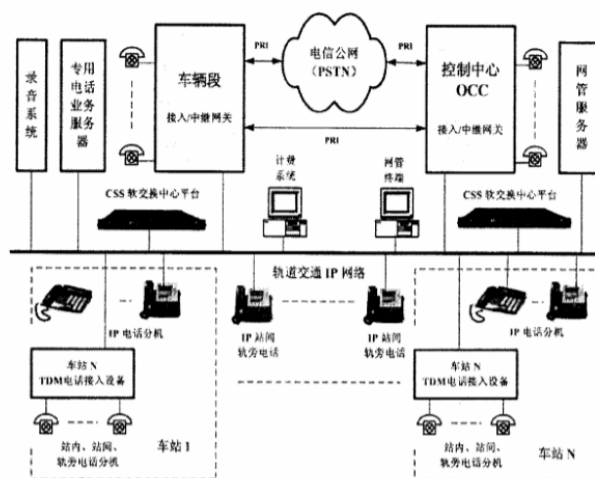 录音系统
专用
电话
业务
服务
器
车辆段
接入/中继网关
PRI
电信公网
（PSTN）
PRI
控制中心
OCC
接入/中继网关
网管服务器
PRI
计费
系统
网管
终端
CSS 软交换中心平台
CSS 软交换中心平台
轨道交通 IP 网络
IP 电话分机
IP 站间
轨旁电话
IP 站间
轨旁电话
IP 电话分机
车站 N
TDM电话接入设备
车站 N
TDM电话接入设备
站内、站间、
轨旁电话分机
车站 1
站内、站间、
轨旁电话分机
车站 N